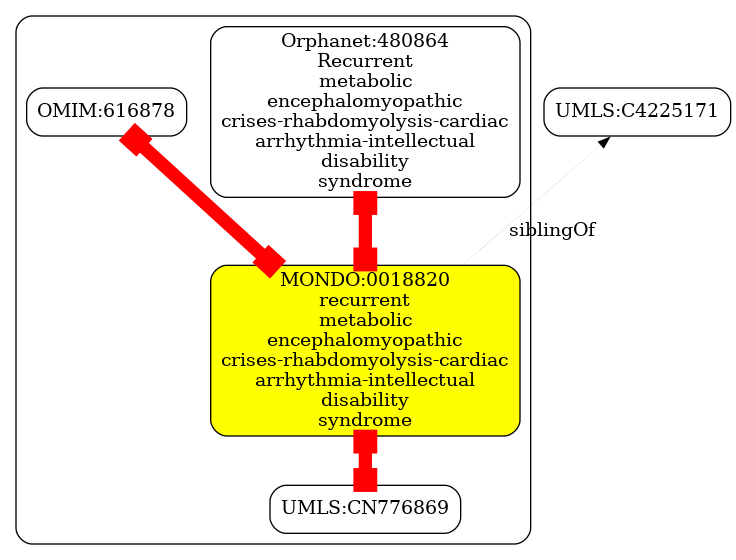 Orphanet:480864
Recurrent
metabolic
encephalomyopathic
crises-rhabdomyolysis-cardiac
arrhythmia-intellectual
disability
syndrome
OMIM:616878
UMLS:C4225171
siblingOf
MONDO:0018820
recurrent
metabolic
encephalomyopathic
crises-rhabdomyolysis-cardiac
arrhythmia-intellectual
disability
syndrome
UMLS:CN776869